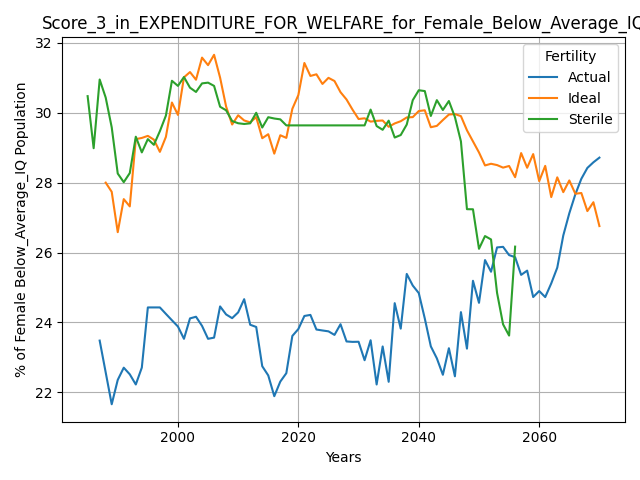 Score_3_in_EXPENDITURE_FOR_WELFARE_for_Female_Below_Average_IQ
% of Female Below_Average_IQ Population
32
30
28
26
24
22
Fertility
Actual
Ideal
Sterile
2000 2020 2040 2060
Years